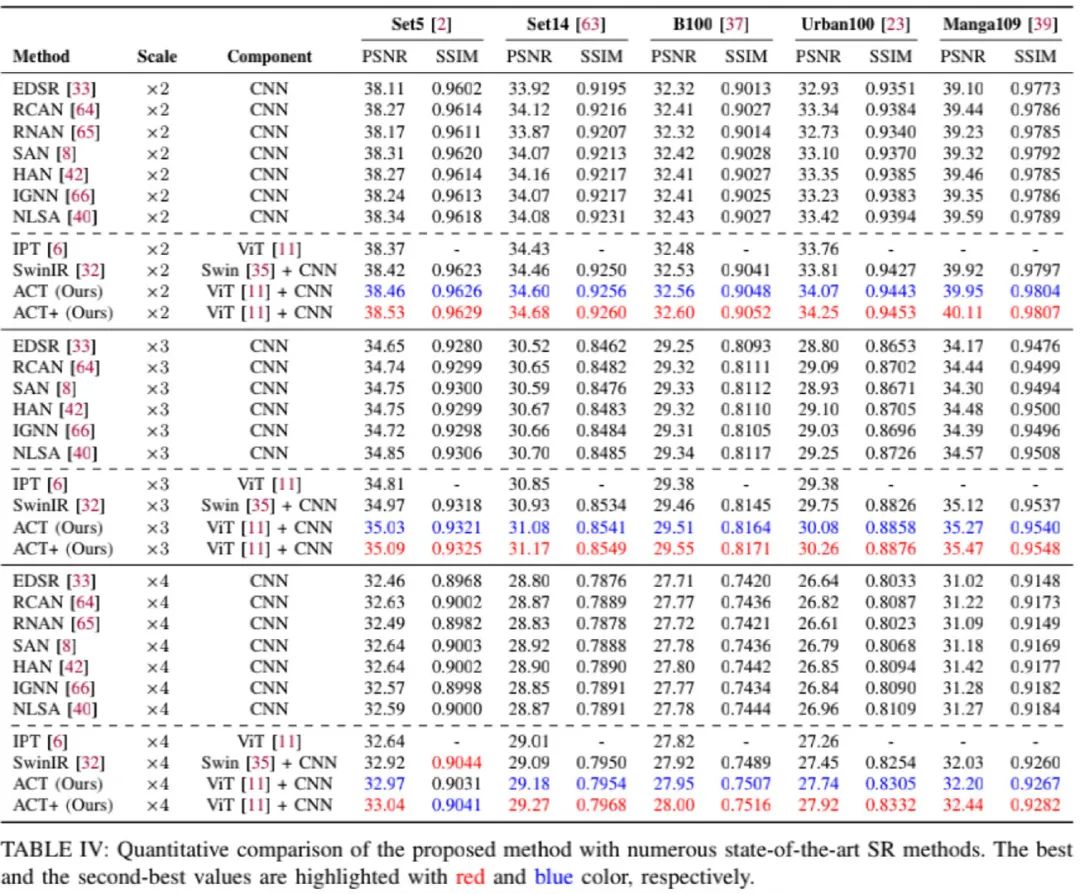 Set5 [2] Set14 [63] B100 [37] Urban100 [23] Manga109 [39]
Method Scale Component PSNR SSIM PSNR SSIM PSNR SSIM PSNR SSIM PSNR SSIM
EDSR [33] ×2 CNN 38.11 0.9602 33.92 0.9195 32.32 0.9013 32.93 0.9351 39.10 0.9773
RCAN [64] ×2 CNN 38.27 0.9614 34.12 0.9216 32.41 0.9027 33.34 0.9384 39.44 0.9786
RNAN [65] ×2 CNN 38.17 0.9611 33.87 0.9207 32.32 0.9014 32.73 0.9340 39.23 0.9785
SAN [8] ×2 CNN 38.31 0.9620 34.07 0.9213 32.42 0.9028 33.10 0.9370 39.32 0.9792
HAN [42] ×2 CNN 38.27 0.9614 34.16 0.9217 32.41 0.9027 33.35 0.9385 39.46 0.9785
IGNN [66] ×2 CNN 38.24 0.9613 34.07 0.9217 32.41 0.9025 33.23 0.9383 39.35 0.9786
NLSA [40] ×2 CNN 38.34 0.9618 34.08 0.9231 32.43 0.9027 33.42 0.9394 39.59 0.9789
IPT [6] ×2 ViT [11] 38.37 - 34.43 - 32.48 - 33.76 - - -
SwinIR [32] ×2 Swin [35] + CNN 38.42 0.9623 34.46 0.9250 32.53 0.9041 33.81 0.9427 39.92 0.9797
ACT (Ours) ×2 ViT [11] + CNN 38.46 0.9626 34.60 0.9256 32.56 0.9048 34.07 0.9443 39.95 0.9804
ACT+ (Ours) ×2 ViT [11] + CNN 38.53 0.9629 34.68 0.9260 32.60 0.9052 34.25 0.9453 40.11 0.9807
EDSR [33] ×3 CNN 34.65 0.9280 30.52 0.8462 29.25 0.8093 28.80 0.8653 34.17 0.9476
RCAN [64] ×3 CNN 34.74 0.9299 30.65 0.8482 29.32 0.8111 29.09 0.8702 34.44 0.9499
SAN [8] ×3 CNN 34.75 0.9300 30.59 0.8476 29.33 0.8112 28.93 0.8671 34.30 0.9494
HAN [42] ×3 CNN 34.75 0.9299 30.67 0.8483 29.32 0.8110 29.10 0.8705 34.48 0.9500
IGNN [66] ×3 CNN 34.72 0.9298 30.66 0.8484 29.31 0.8105 29.03 0.8696 34.39 0.9496
NLSA [40] ×3 CNN 34.85 0.9306 30.70 0.8485 29.34 0.8117 29.25 0.8726 34.57 0.9508
IPT [6] ×3 ViT [11] 34.81 - 30.85 - 29.38 - 29.38 - - -
SwinIR [32] ×3 Swin [35] + CNN 34.97 0.9318 30.93 0.8534 29.46 0.8145 29.75 0.8826 35.12 0.9537
ACT (Ours) ×3 ViT [11] + CNN 35.03 0.9321 31.08 0.8541 29.51 0.8164 30.08 0.8858 35.27 0.9540
ACT+ (Ours) ×3 ViT [11] + CNN 35.09 0.9325 31.17 0.8549 29.55 0.8171 30.26 0.8876 35.47 0.9548
EDSR [33] ×4 CNN 32.46 0.8968 28.80 0.7876 27.71 0.7420 26.64 0.8033 31.02 0.9148
RCAN [64] ×4 CNN 32.63 0.9002 28.87 0.7889 27.77 0.7436 26.82 0.8087 31.22 0.9173
RNAN [65] ×4 CNN 32.49 0.8982 28.83 0.7878 27.72 0.7421 26.61 0.8023 31.09 0.9149
SAN [8] ×4 CNN 32.64 0.9003 28.92 0.7888 27.78 0.7436 26.79 0.8068 31.18 0.9169
HAN [42] ×4 CNN 32.64 0.9002 28.90 0.7890 27.80 0.7442 26.85 0.8094 31.42 0.9177
IGNN [66] ×4 CNN 32.57 0.8998 28.85 0.7891 27.77 0.7434 26.84 0.8090 31.28 0.9182
NLSA [40] ×4 CNN 32.59 0.9000 28.87 0.7891 27.78 0.7444 26.96 0.8109 31.27 0.9184
IPT [6] ×4 ViT [11] 32.64 - 29.01 - 27.82 - 27.26 - - -
SwinIR [32] ×4 Swin [35] + CNN 32.92 0.9044 29.09 0.7950 27.92 0.7489 27.45 0.8254 32.03 0.9260
ACT (Ours) ×4 ViT [11] + CNN 32.97 0.9031 29.18 0.7954 27.95 0.7507 27.74 0.8305 32.20 0.9267
ACT+ (Ours) ×4 ViT [11] + CNN 33.04 0.9041 29.27 0.7968 28.00 0.7516 27.92 0.8332 32.44 0.9282
TABLE IV: Quantitative comparison of the proposed method with numerous state-of-the-art SR methods. The best
and the second-best values are highlighted with red and blue color, respectively.